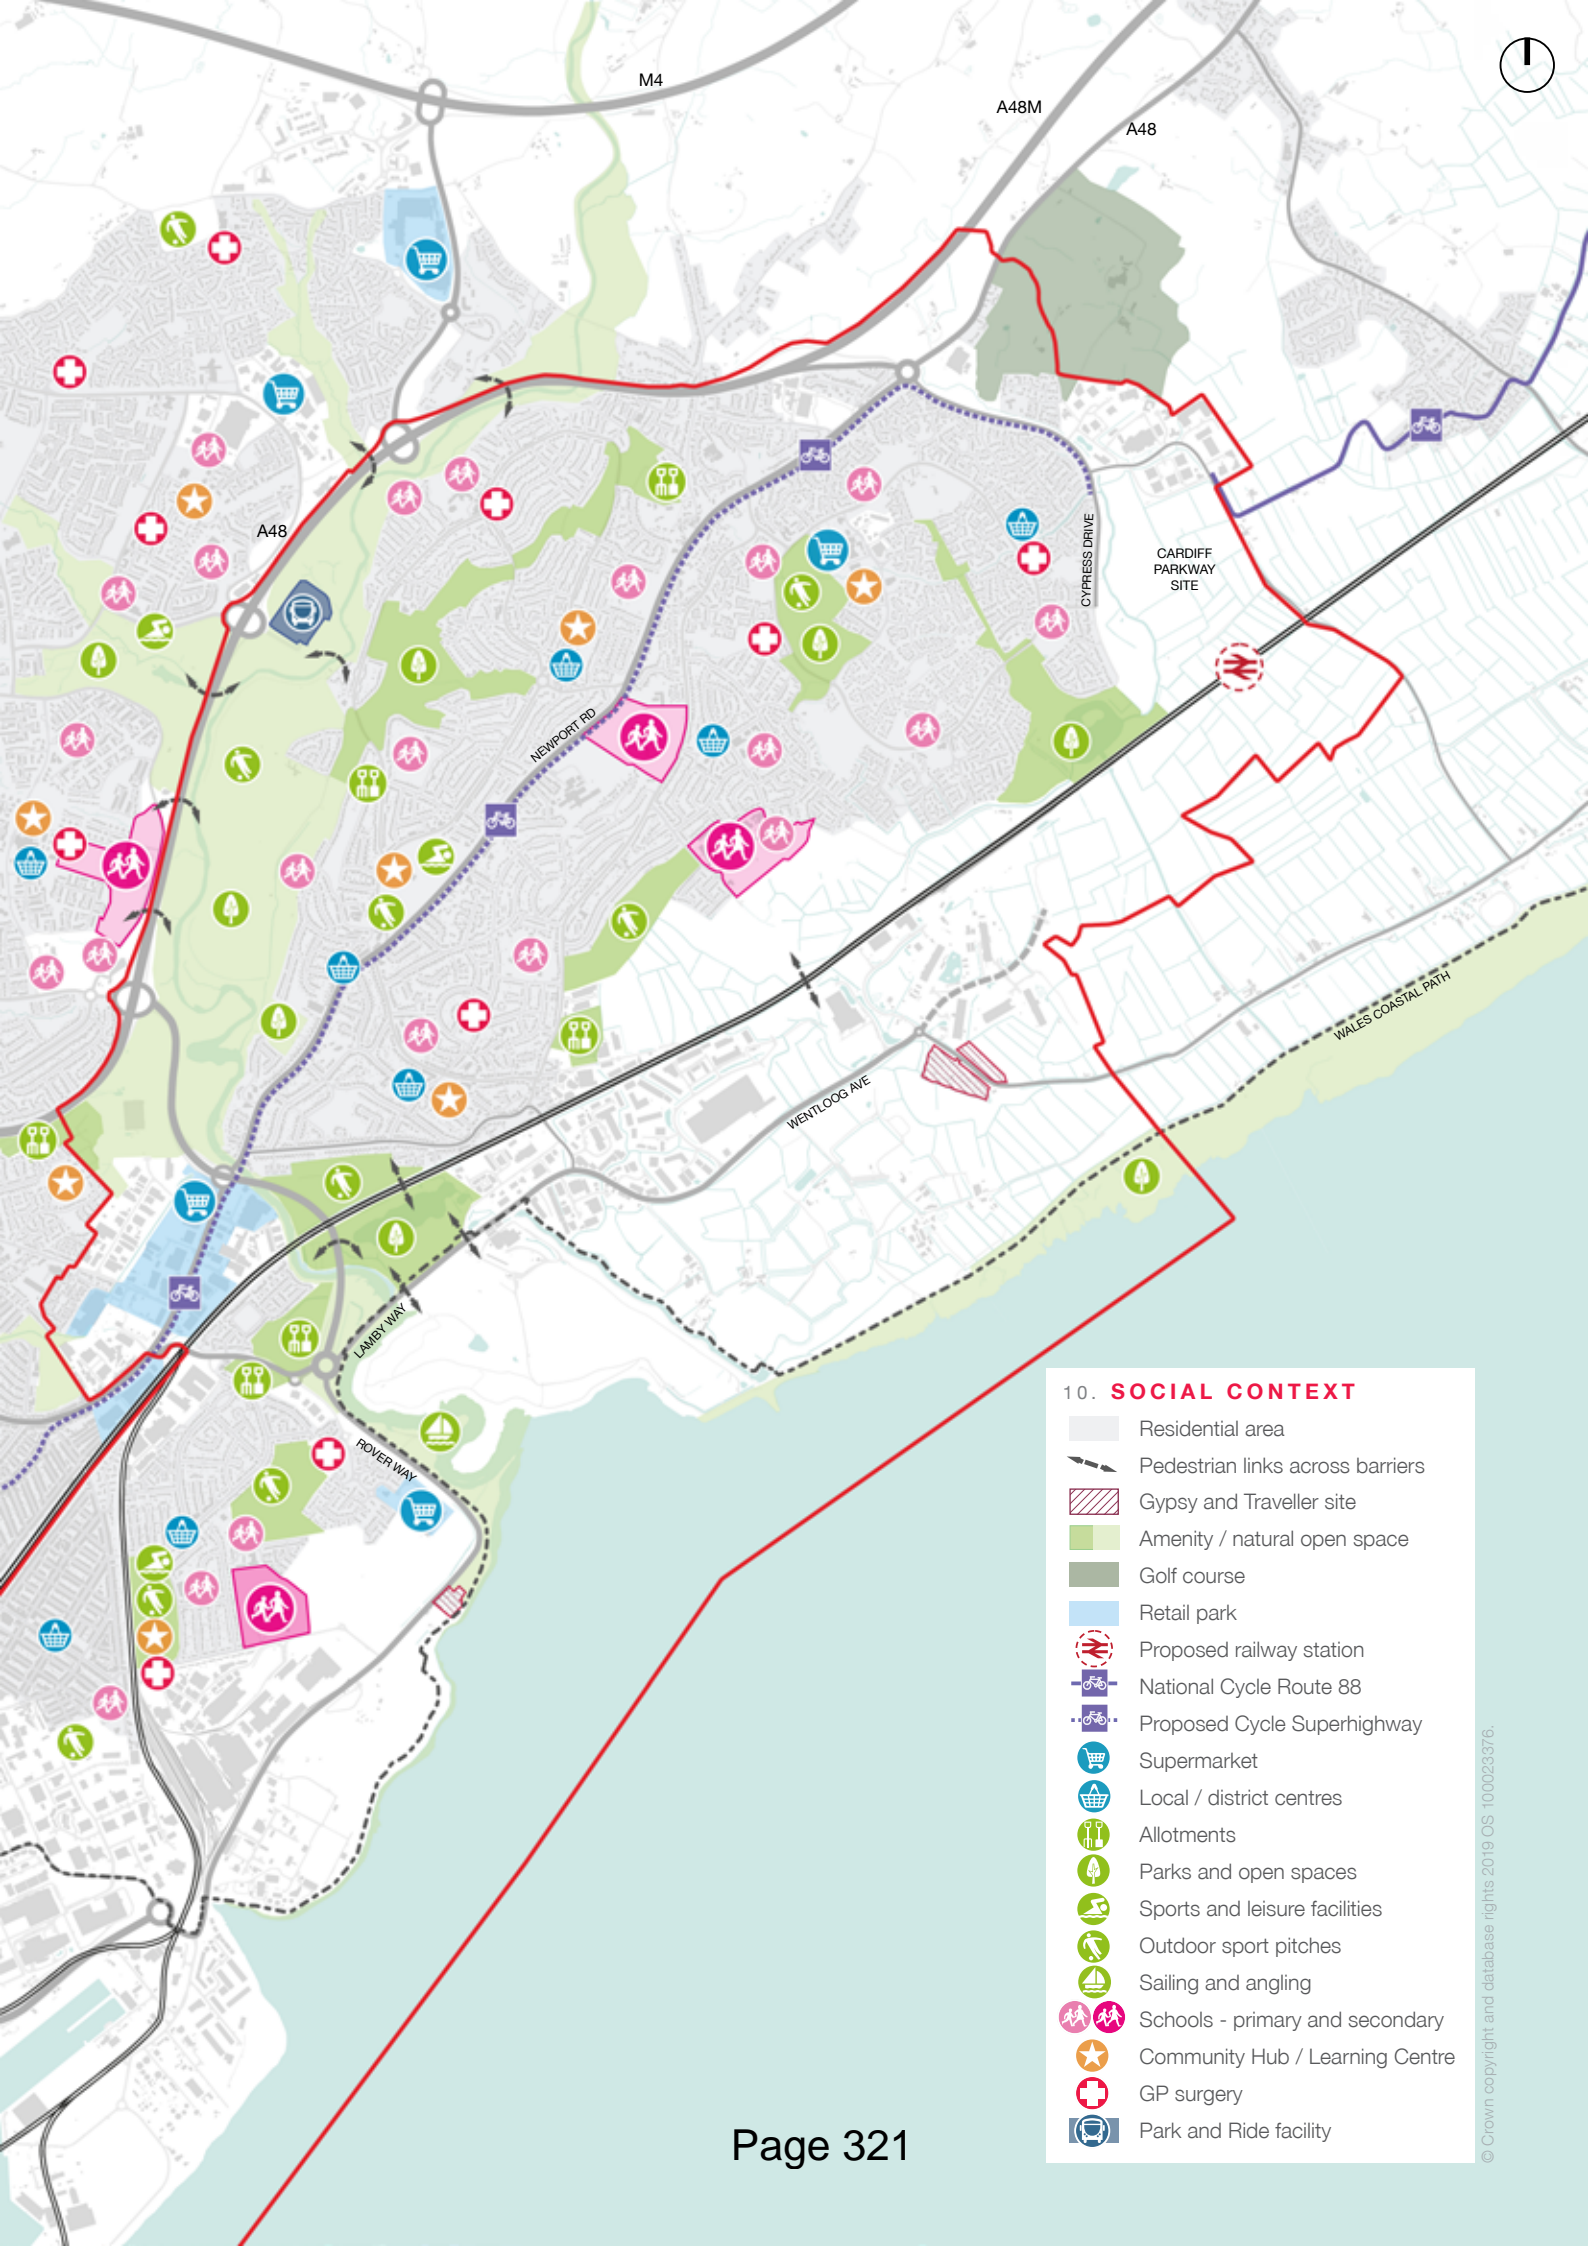 M4
A48M
A48
A48
CYPRESS DRIVE
CARDIFF
PARKWAY
SITE
NEWPORT RD
WALES COASTAL PATH
WENTLOOG AVE
LAMBY WAY
ROVER WAY
10. SOCIAL CONTEXT
Residential area
Pedestrian links across barriers
Gypsy and Traveller site
Amenity / natural open space
Golf course
Retail park
Proposed railway station
National Cycle Route 88
Proposed Cycle Superhighway
Supermarket
Local / district centres
Allotments
Parks and open spaces
Sports and leisure facilities
Outdoor sport pitches
Sailing and angling
Schools - primary and secondary
Community Hub / Learning Centre
GP surgery
Park and Ride facility
© Crown copyright and database rights 2019 OS 100023376.
Page 321